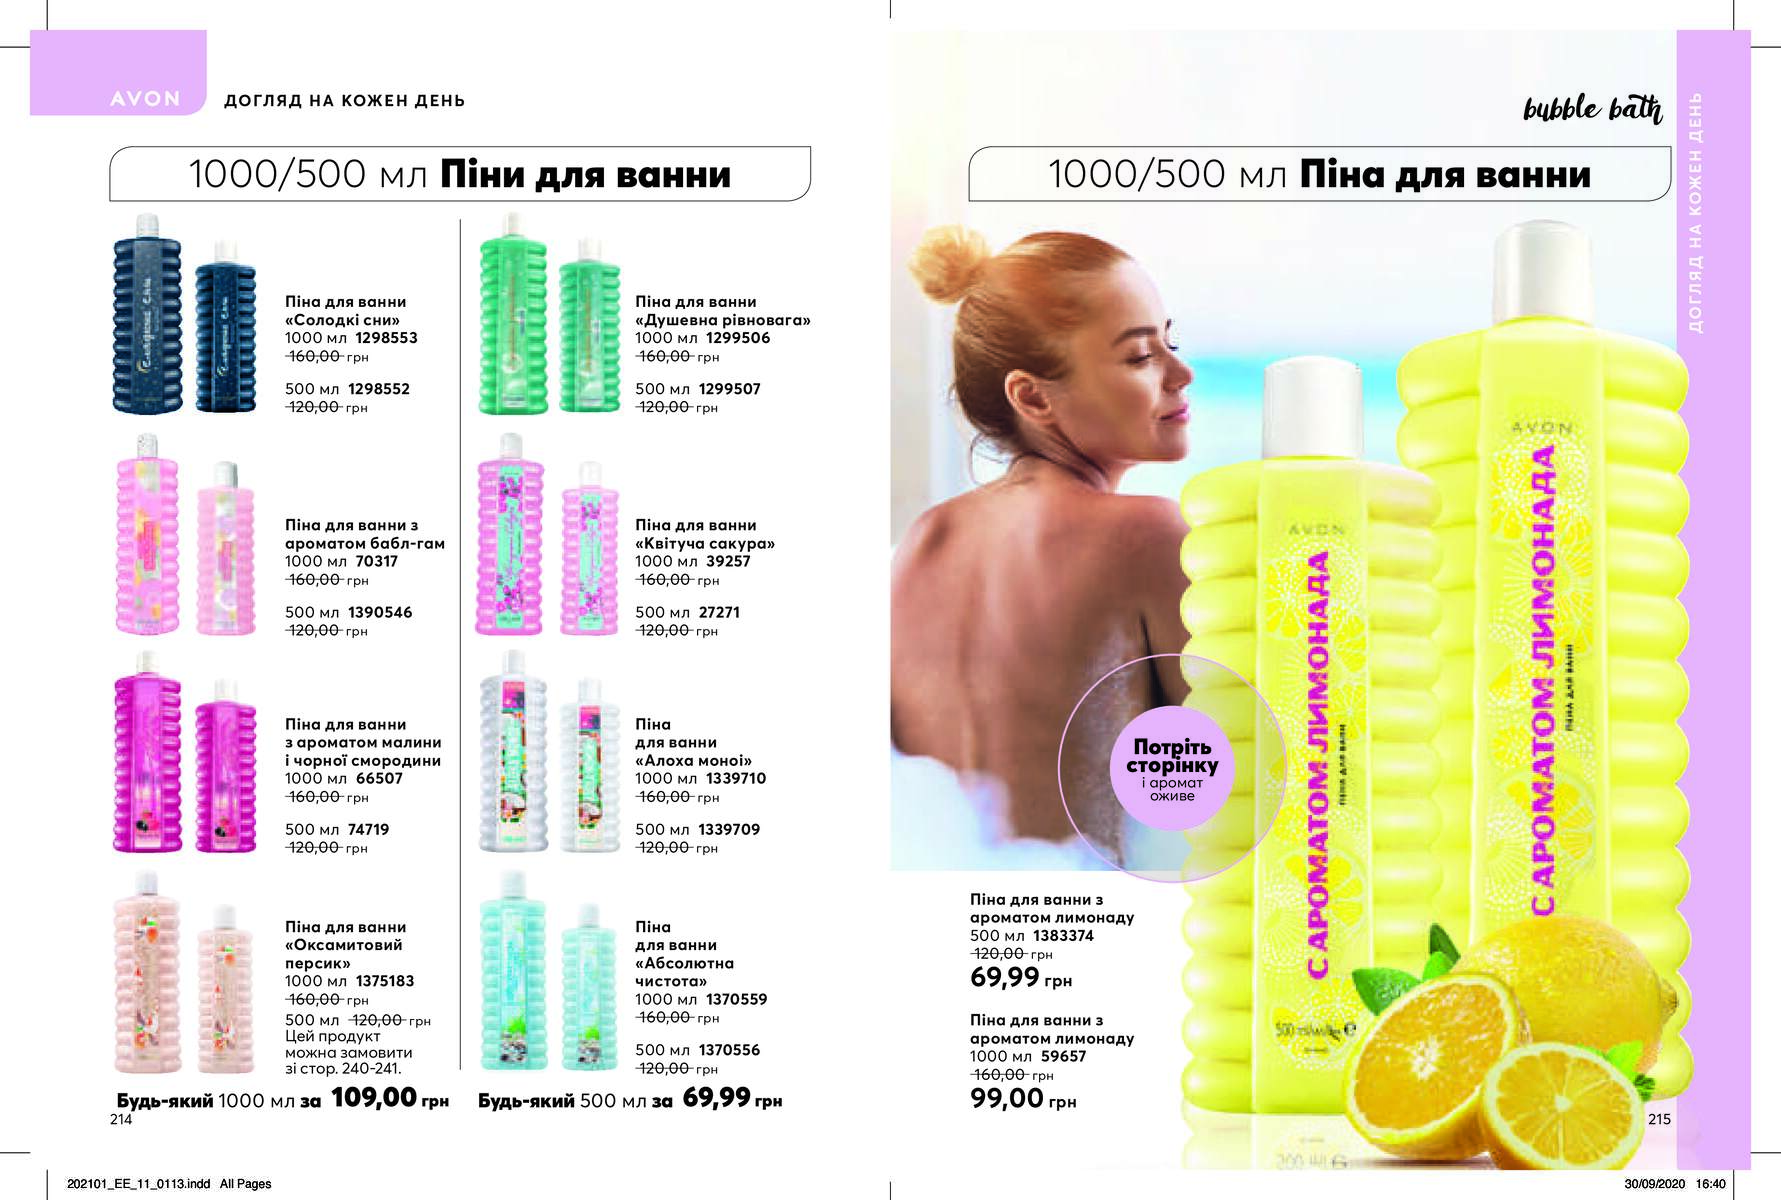 AVON
ДОГЛЯД НА КОЖЕН ДЕНЬ
1000/500 мл Піни для ванни
Піна для ванни
«Солодкі сни»
1000 мл 1298553
160,00 грн
500 мл 1298552
120,00 грн
Піна для ванни з
ароматом бабл-гам
1000 мл 70317
160,00 грн
500 мл 1390546
120,00 грн
Піна для ванни
з ароматом малини
і чорної смородини
1000 мл 66507
160,00 грн
500 мл 74719
120,00 грн
Піна для ванни
«Оксамитовий
персик»
1000 мл 1375183
160,00 грн
500 мл 120,00 грн
Цей продукт
можна замовити
зі стор. 240-241.
Піна для ванни
«Душевна рівновага»
1000 мл 1299506
160,00 грн
500 мл 1299507
120,00 грн
Піна для ванни
«Квітуча сакура»
1000 мл 39257
160,00 грн
500 мл 27271
120,00 грн
Піна
для ванни
«Алоха моної»
1000 мл 1339710
160,00 грн
500 мл 1339709
120,00 грн
Піна
для ванни
«Абсолютна
чистота»
1000 мл 1370559
160,00 грн
500 мл 1370556
120,00 грн
Будь-який 1000 мл за 109,00 грн
Будь-який 500 мл за 69,99 грн
214
bubble bath
1000/500 мл Піна для ванни
ДОГЛЯД НА КОЖЕН ДЕНЬ
AVON
С АРОМАТОМ ЛИМОНАДА
ПЕНА ДЛЯ ВАНН
AVON
С АРОМАТОМ ЛИМОНАДА
ПЕНА ДЛЯ ВАНН
Потріть
сторінку
і аромат
оживе
Піна для ванни з
ароматом лимонаду
500 мл 1383374
120,00 грн
69,99 грн
Піна для ванни з
ароматом лимонаду
1000 мл 59657
160,00 грн
99,00 грн
215
202101_EE_11_0113.indd All Pages
30/09/2020 16:40